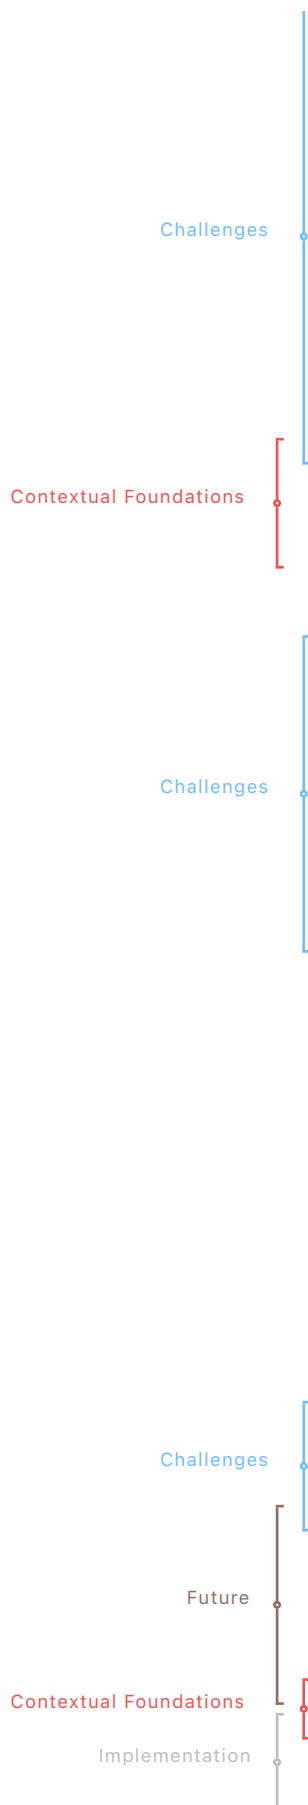 Challenges
Contextual Foundations
Challenges
Challenges
Future
Contextual Foundations
Implementation